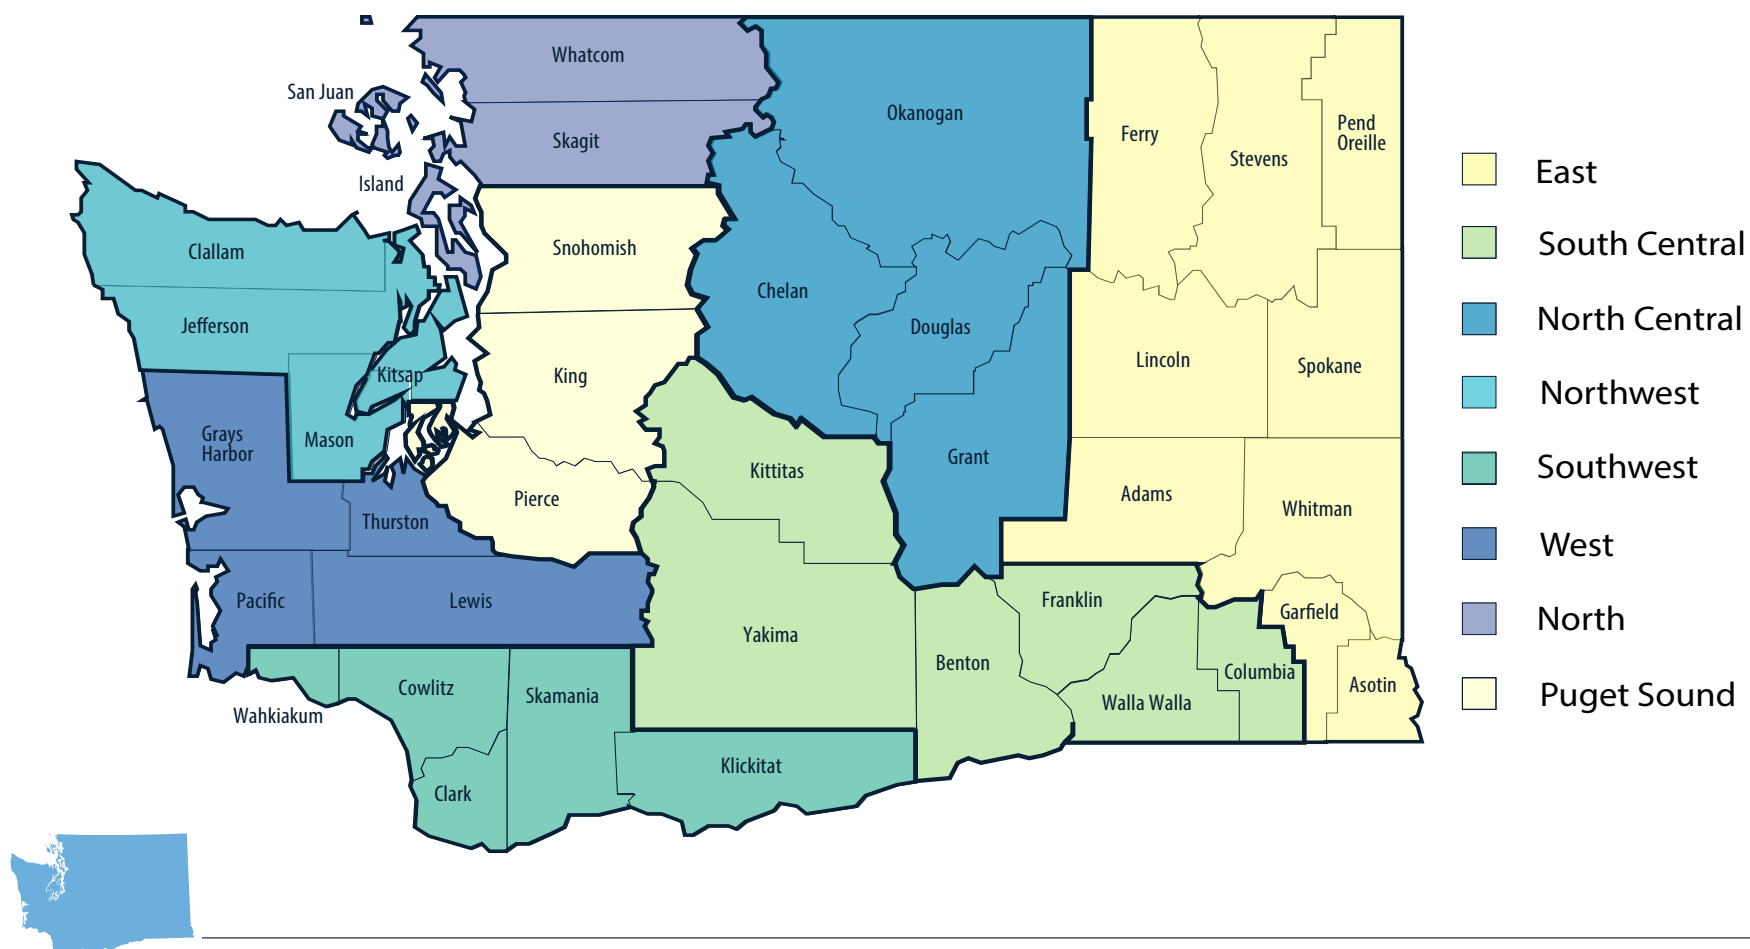 Whatcom
San Juan
Skagit
Island
Okanogan
Ferry
Stevens
Pend
Oreille
Clallam
Snohomish
Chelan
Jefferson
Douglas
Kitsap
King
Lincoln
Spokane
Grays
Harbor
Mason
Kittitas
Grant
Pierce
Thurston
Adams
Whitman
Pacific
Lewis
Yakima
Franklin
Garfield
Benton
Columbia
Walla Walla
Asotin
Cowlitz
Skamania
Wahkiakum
Klickitat
Clark
East
South Central
North Central
Northwest
Southwest
West
North
Puget Sound